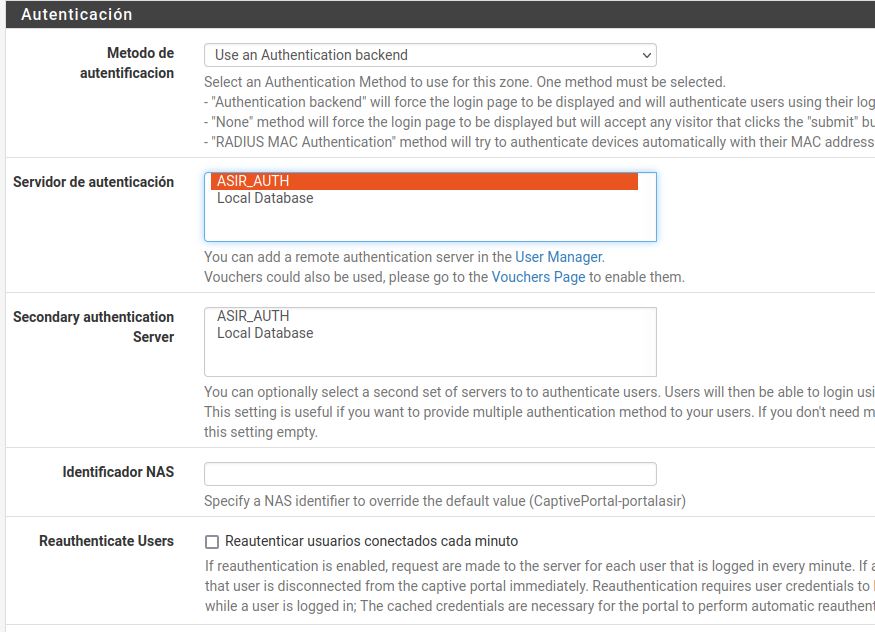 Autenticación
Metodo de
autentificacion
Use an Authentication backend
Select an Authentication Method to use for this zone. One method must be selected.
- "Authentication backend" will force the login page to be displayed and will authenticate users using their log
- "None" method will force the login page to be displayed but will accept any visitor that clicks the "submit" bu
- "RADIUS MAC Authentication" method will try to authenticate devices automatically with their MAC address
Servidor de autenticación
ASIR_AUTH
Local Database
You can add a remote authentication server in the User Manager.
Vouchers could also be used, please go to the Vouchers Page to enable them.
Secondary authentication
Server
ASIR_AUTH
Local Database
You can optionally select a second set of servers to to authenticate users. Users will then be able to login usi
This setting is useful if you want to provide multiple authentication method to your users. If you don't need m
this setting empty.
Identificador NAS
Specify a NAS identifier to override the default value (CaptivePortal-portalasir)
Reauthenticate Users
Reautenticar usuarios conectados cada minuto
If reauthentication is enabled, request are made to the server for each user that is logged in every minute. If a
that user is disconnected from the captive portal immediately. Reauthentication requires user credentials to
while a user is logged in; The cached credentials are necessary for the portal to perform automatic reauthent